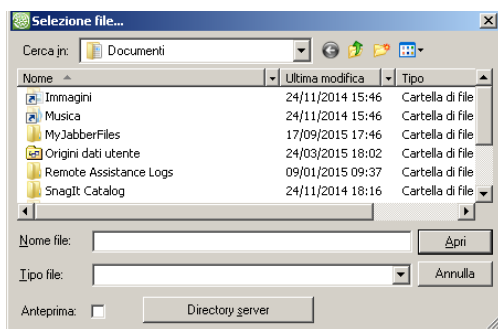 Selezione file...
Cerca in: Documenti
Nome Ultima modifica Tipo
Immagini 24/11/2014 15:46 Cartella di file
Musica 24/11/2014 15:46 Cartella di file
MyJabberFiles 17/09/2015 17:46 Cartella di file
Origini dati utente 24/03/2015 18:02 Cartella di file
Remote Assistance Logs 09/01/2015 09:37 Cartella di file
SnagIt Catalog 24/11/2014 18:16 Cartella di file
Nome file: Apri
Tipo file: Annulla
Anteprima: Directory server